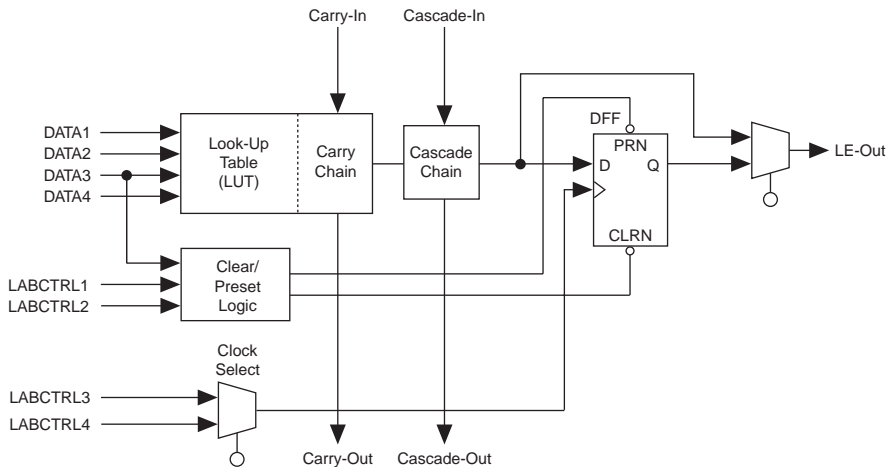 Carry-In
Cascade-In
DATA1
DATA2
DATA3
DATA4
Look-Up
Table
(LUT)
Carry
Chain
Cascade
Chain
DFF
PRN
D
Q
CLRN
LE-Out
LABCTRL1
LABCTRL2
Clear/
Preset
Logic
Clock
Select
LABCTRL3
LABCTRL4
Carry-Out
Cascade-Out